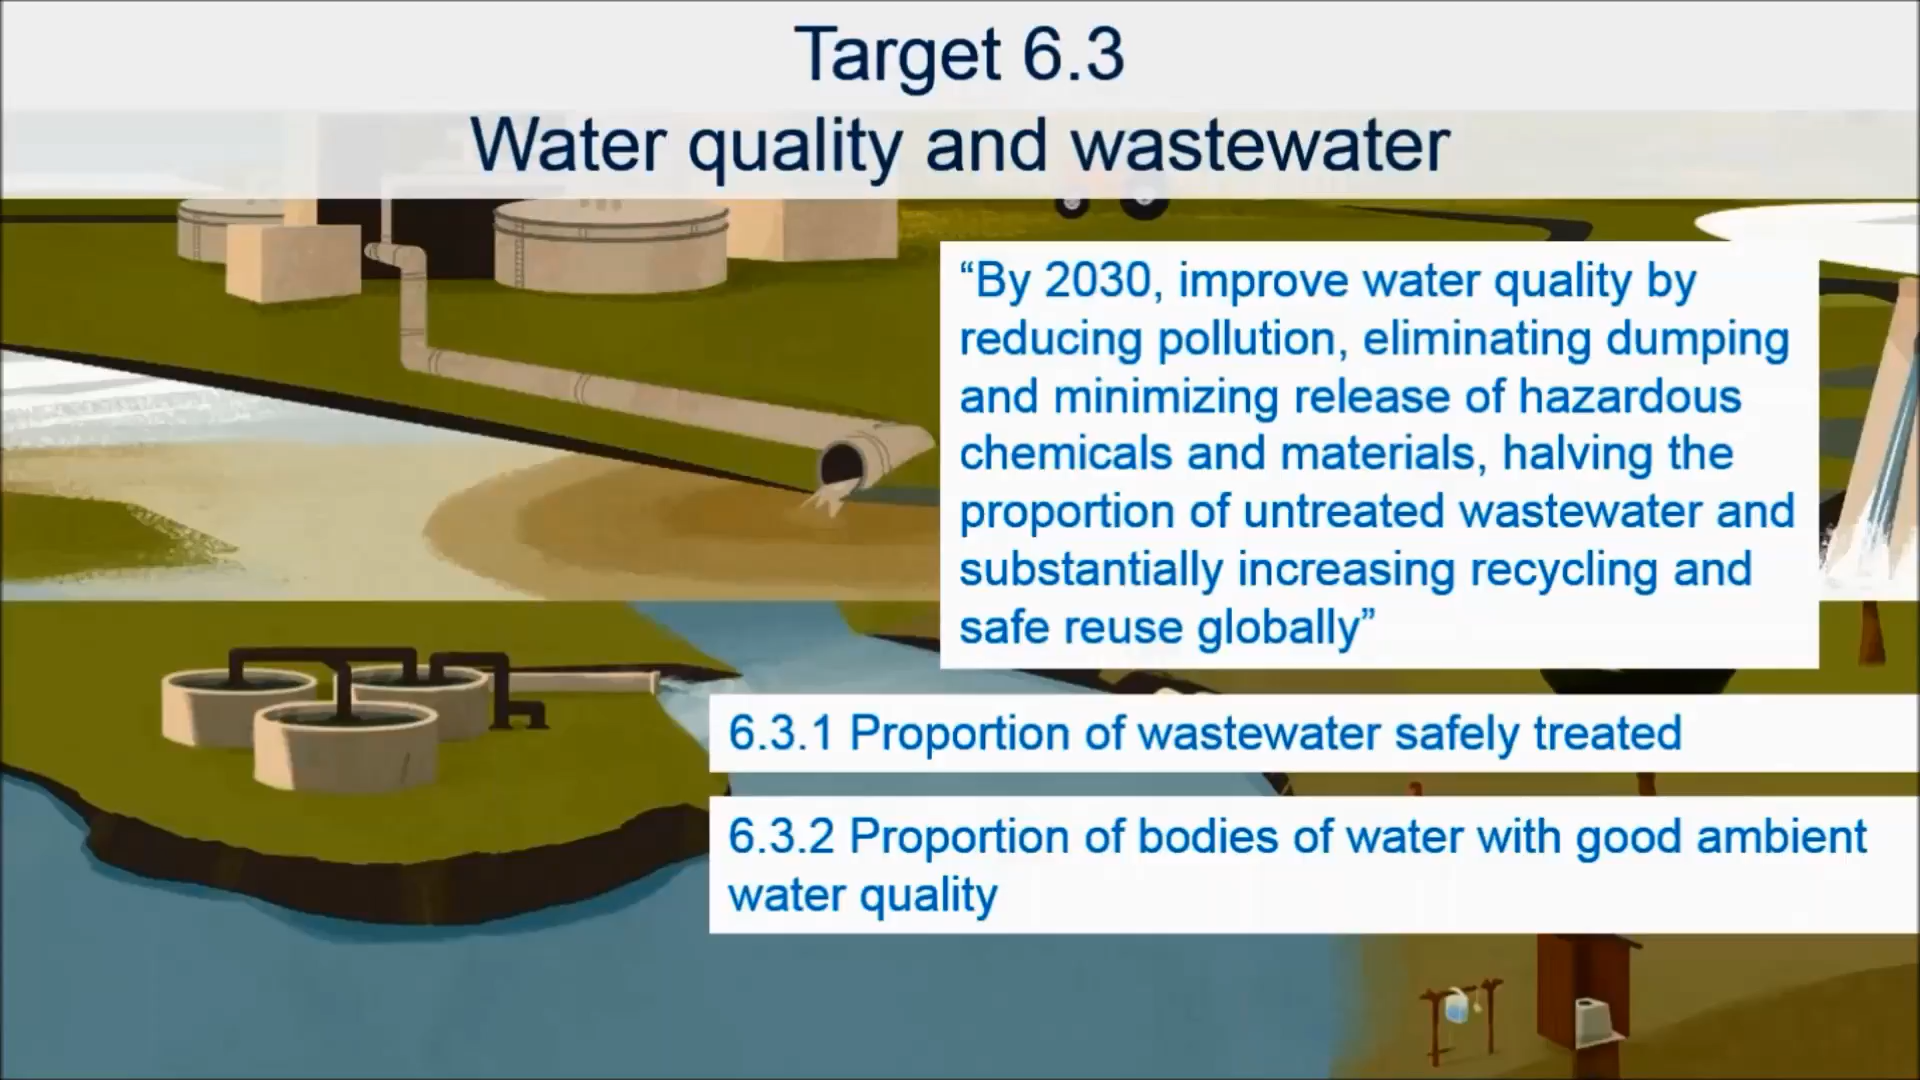 Target 6.3
Water quality and wastewater
“By 2030, improve water quality by
reducing pollution, eliminating dumping
and minimizing release of hazardous
chemicals and materials, halving the
proportion of untreated wastewater and
substantially increasing recycling and
safe reuse globally”
6.3.1 Proportion of wastewater safely treated
6.3.2 Proportion of bodies of water with good ambient
water quality